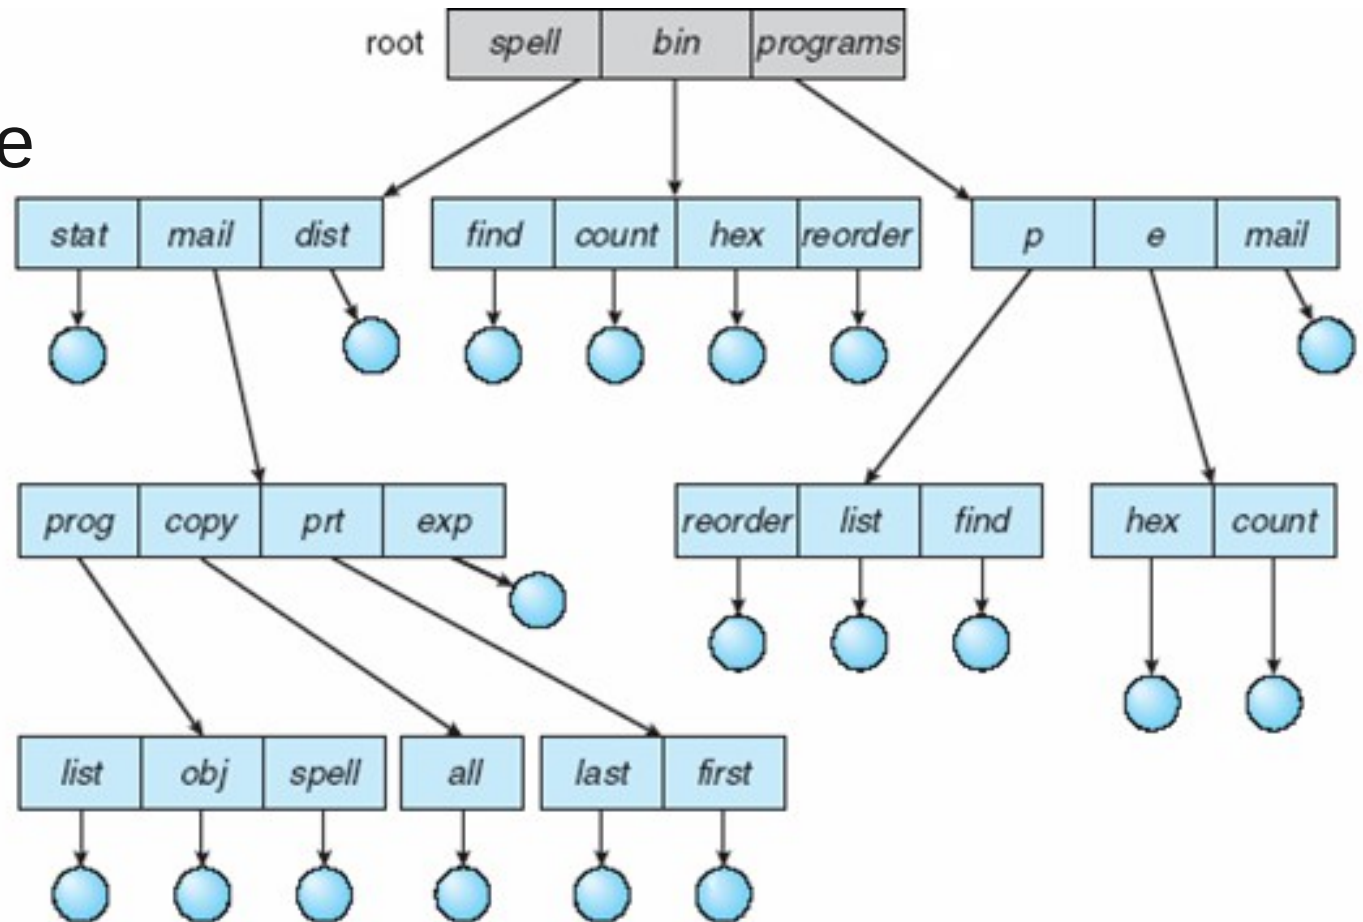 root spell bin programs
e
stat mail dist find count hex reorder p e mail
prog copy prt exp reorder list find hex count
list obj spell all last first